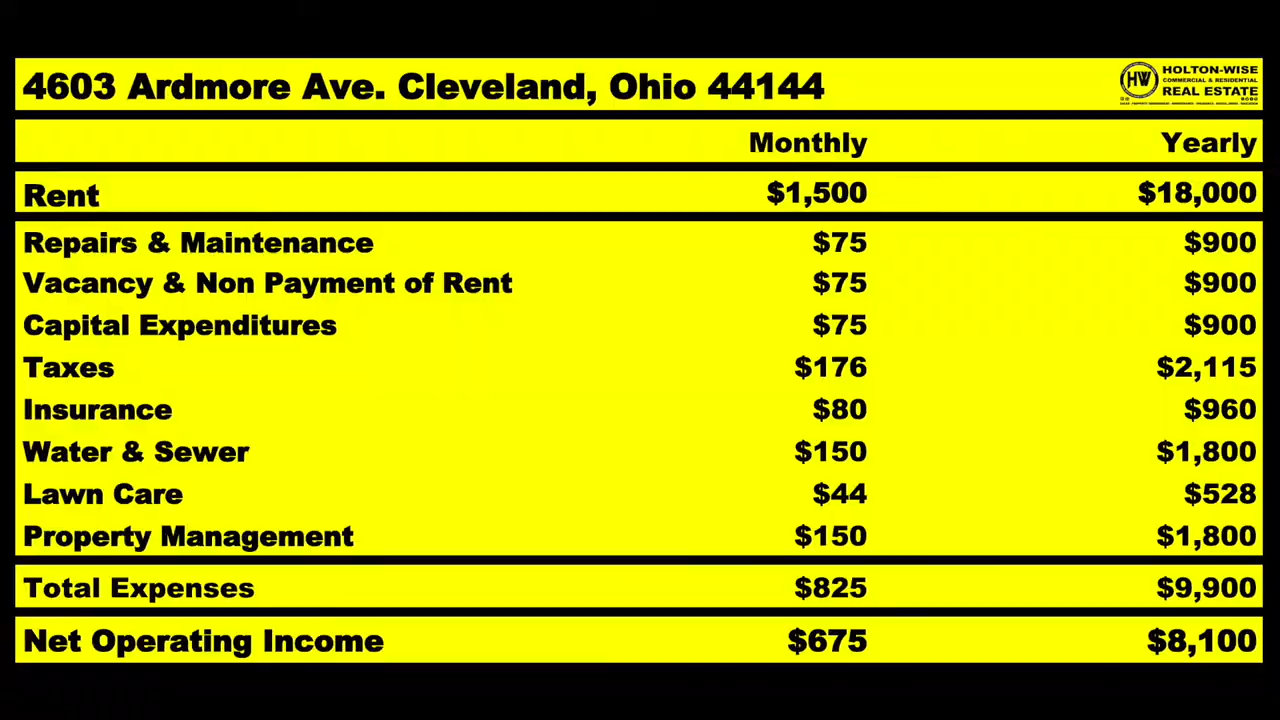 4603 Ardmore Ave. Cleveland, Ohio 44144
HOLTON-WISE
COMMERCIAL & RESIDENTIAL
REAL ESTATE
HW
Monthly Yearly
Rent $1,500 $18,000
Repairs & Maintenance $75 $900
Vacancy & Non Payment of Rent $75 $900
Capital Expenditures $75 $900
Taxes $176 $2,115
Insurance $80 $960
Water & Sewer $150 $1,800
Lawn Care $44 $528
Property Management $150 $1,800
Total Expenses $825 $9,900
Net Operating Income $675 $8,100